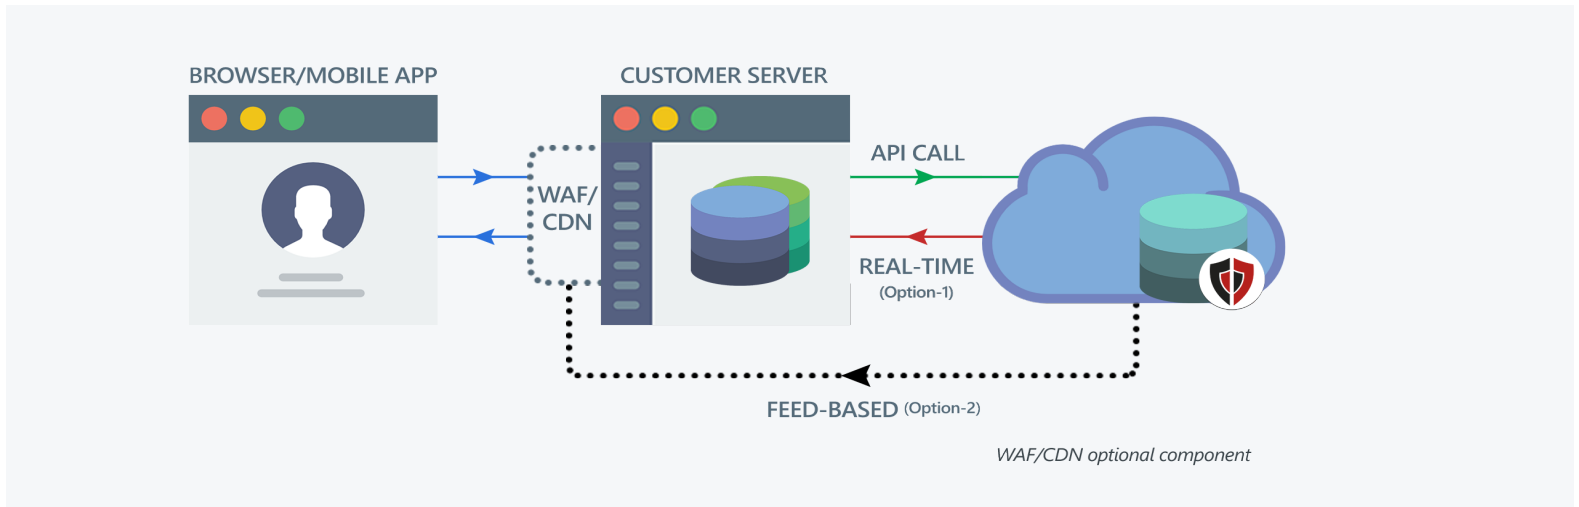 BROWSER/MOBILE APP
CUSTOMER SERVER
API CALL
WAF/
CDN
REAL-TIME
(Option-1)
FEED-BASED (Option-2)
WAF/CDN optional component